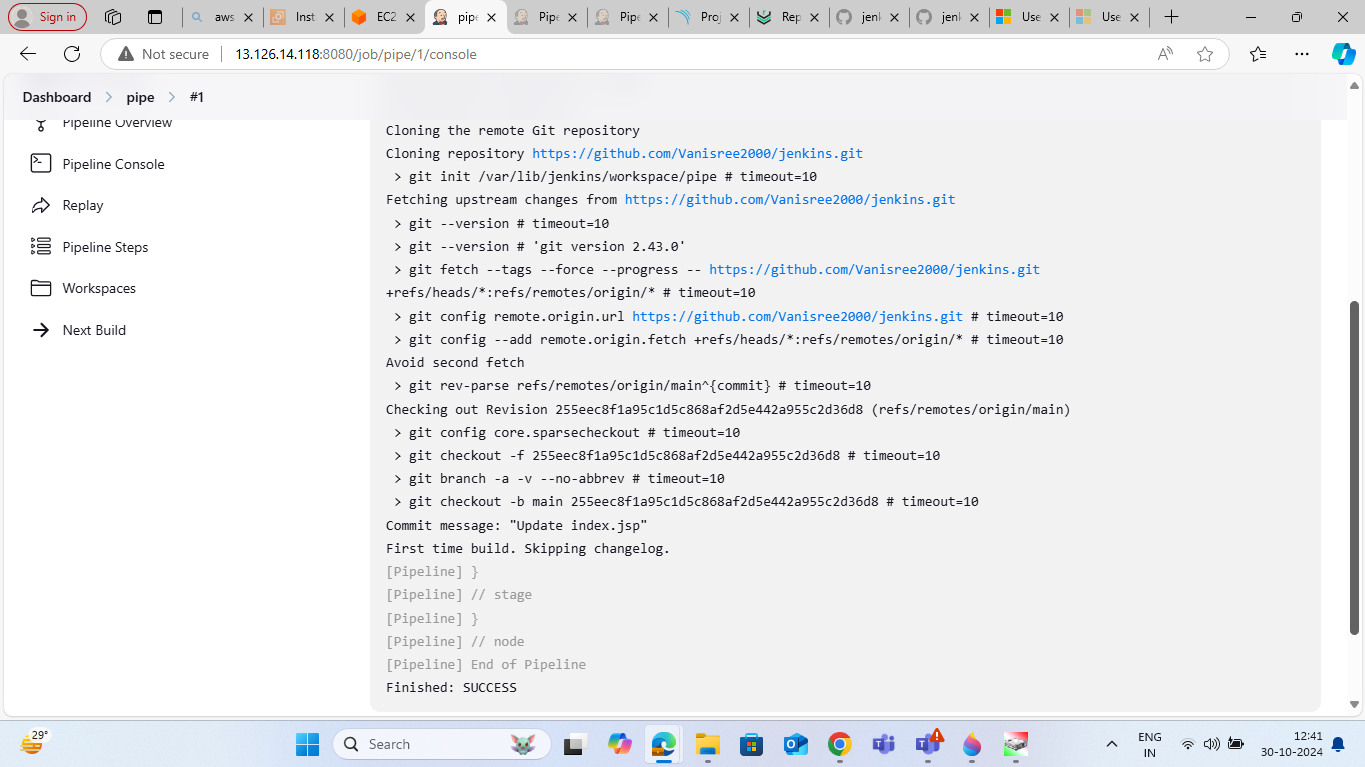 Sign in
aws
Inst
EC2
pipe
Pipe
Pipe
Proj
Rep
jenk
jenk
Use
Use
Not secure
13.126.14.118:8080/job/pipe/1/console
Dashboard
pipe
#1
Pipeline Overview
Pipeline Console
Replay
Pipeline Steps
Workspaces
Next Build
Cloning the remote Git repository
Cloning repository https://github.com/Vanisree2000/jenkins.git
> git init /var/lib/jenkins/workspace/pipe # timeout=10
Fetching upstream changes from https://github.com/Vanisree2000/jenkins.git
> git --version # timeout=10
> git --version # 'git version 2.43.0'
> git fetch --tags --force --progress -- https://github.com/Vanisree2000/jenkins.git
+refs/heads/*:refs/remotes/origin/* # timeout=10
> git config remote.origin.url https://github.com/Vanisree2000/jenkins.git # timeout=10
> git config --add remote.origin.fetch +refs/heads/*:refs/remotes/origin/* # timeout=10
Avoid second fetch
> git rev-parse refs/remotes/origin/main^{commit} # timeout=10
Checking out Revision 255eec8f1a95c1d5c868af2d5e442a955c2d36d8 (refs/remotes/origin/main)
> git config core.sparsecheckout # timeout=10
> git checkout -f 255eec8f1a95c1d5c868af2d5e442a955c2d36d8 # timeout=10
> git branch -a -v --no-abbrev # timeout=10
> git checkout -b main 255eec8f1a95c1d5c868af2d5e442a955c2d36d8 # timeout=10
Commit message: "Update index.jsp"
First time build. Skipping changelog.
[Pipeline] }
[Pipeline] // stage
[Pipeline] }
[Pipeline] // node
[Pipeline] End of Pipeline
Finished: SUCCESS
29°
Search
ENG
IN
12:41
30-10-2024